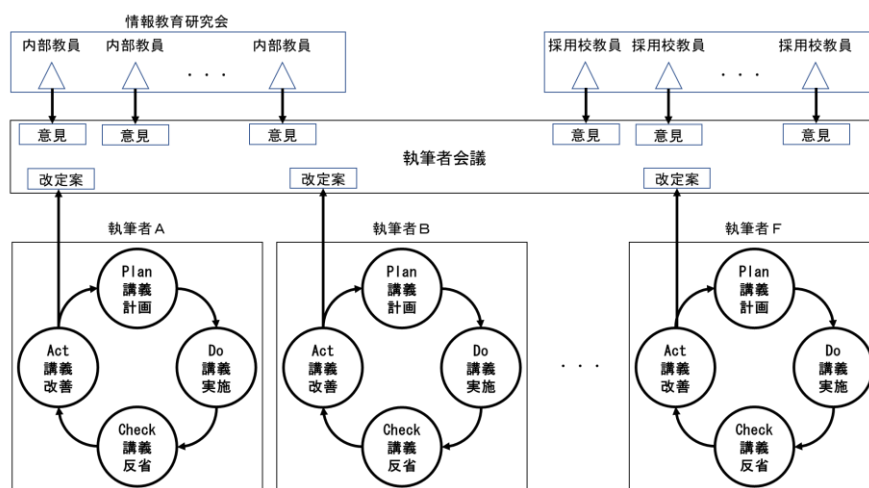 情報教育研究会
内部教員 内部教員 内部教員 採用校教員 採用校教員 採用校教員
・・・ ・・・
意見 意見 意見 意見 意見 意見
執筆者会議
改定案 改定案 改定案
執筆者A 執筆者B 執筆者F
Plan
講義
計画
Do
講義
実施
Check
講義
反省
Act
講義
改善
Plan
講義
計画
Do
講義
実施
Check
講義
反省
Act
講義
改善
・・・
Plan
講義
計画
Do
講義
実施
Check
講義
反省
Act
講義
改善